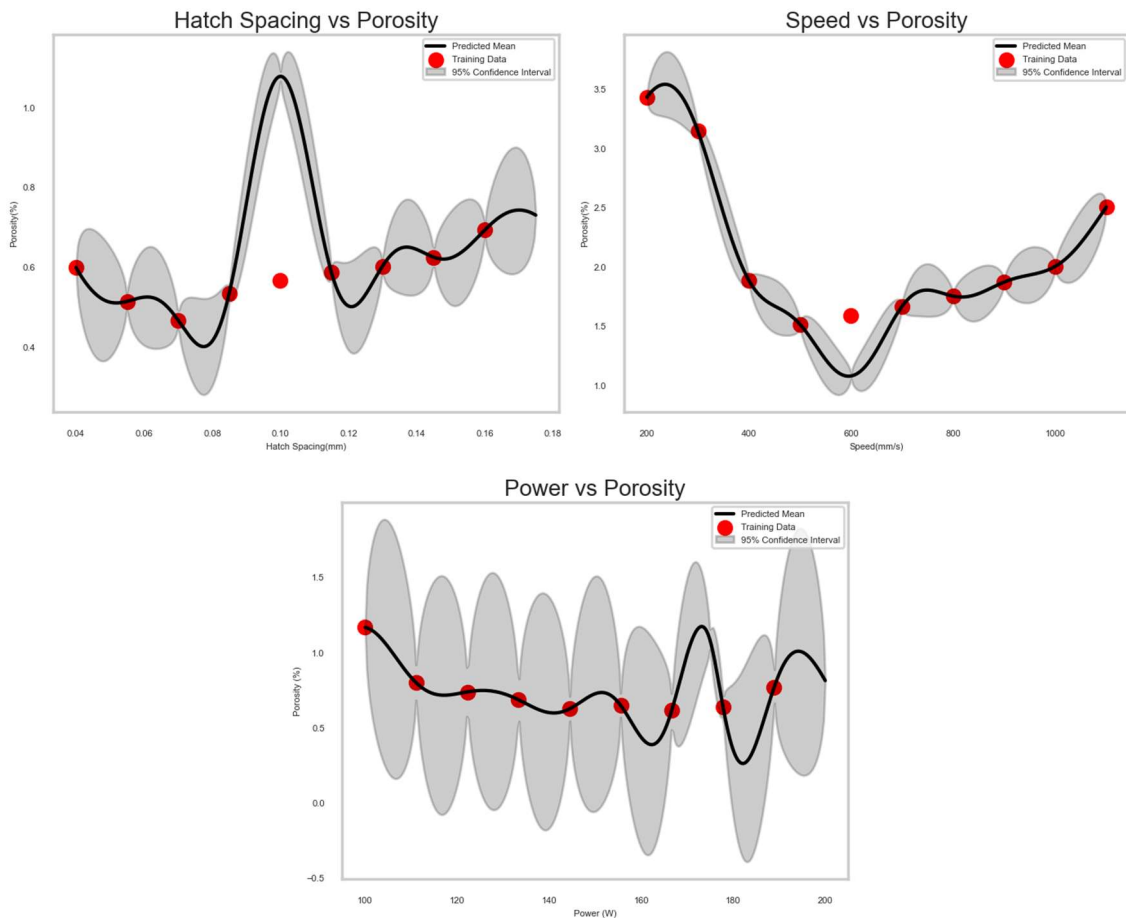 Hatch Spacing vs Porosity
Predicted Mean
Training Data
95% Confidence Interval
1.0
0.8
0.6
0.4
Porosity(%)
0.04 0.06 0.08 0.10 0.12 0.14 0.16 0.18
Hatch Spacing(mm)
Speed vs Porosity
Predicted Mean
Training Data
95% Confidence Interval
3.5
3.0
2.5
2.0
1.5
1.0
Porosity(%)
200 400 600 800 1000
Speed(mm/s)
Power vs Porosity
Predicted Mean
Training Data
95% Confidence Interval
1.5
1.0
0.5
0.0
−0.5
Porosity (%)
100 120 140 160 180 200
Power (W)